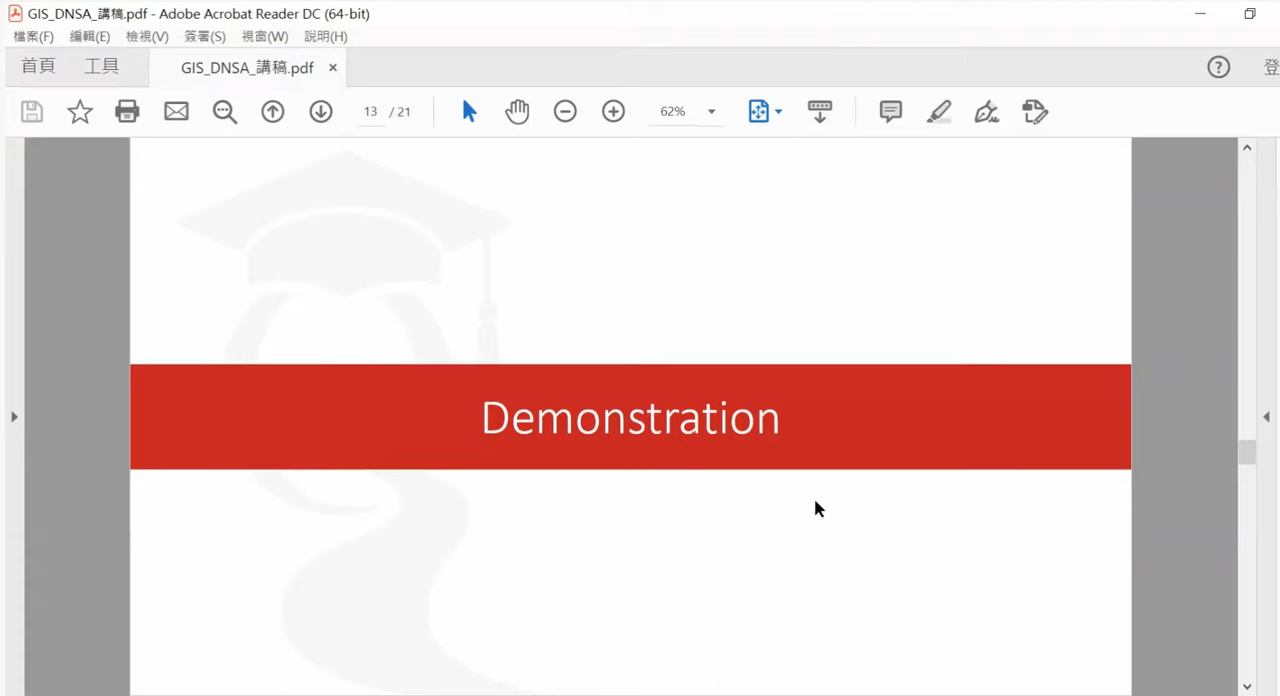 GIS_DNSA_講稿.pdf - Adobe Acrobat Reader DC (64-bit)
檔案(F) 編輯(E) 檢視(V) 簽署(S) 視窗(W) 說明(H)
首頁 工具 GIS_DNSA_講稿.pdf × ? 登
13 / 21 62%
Demonstration